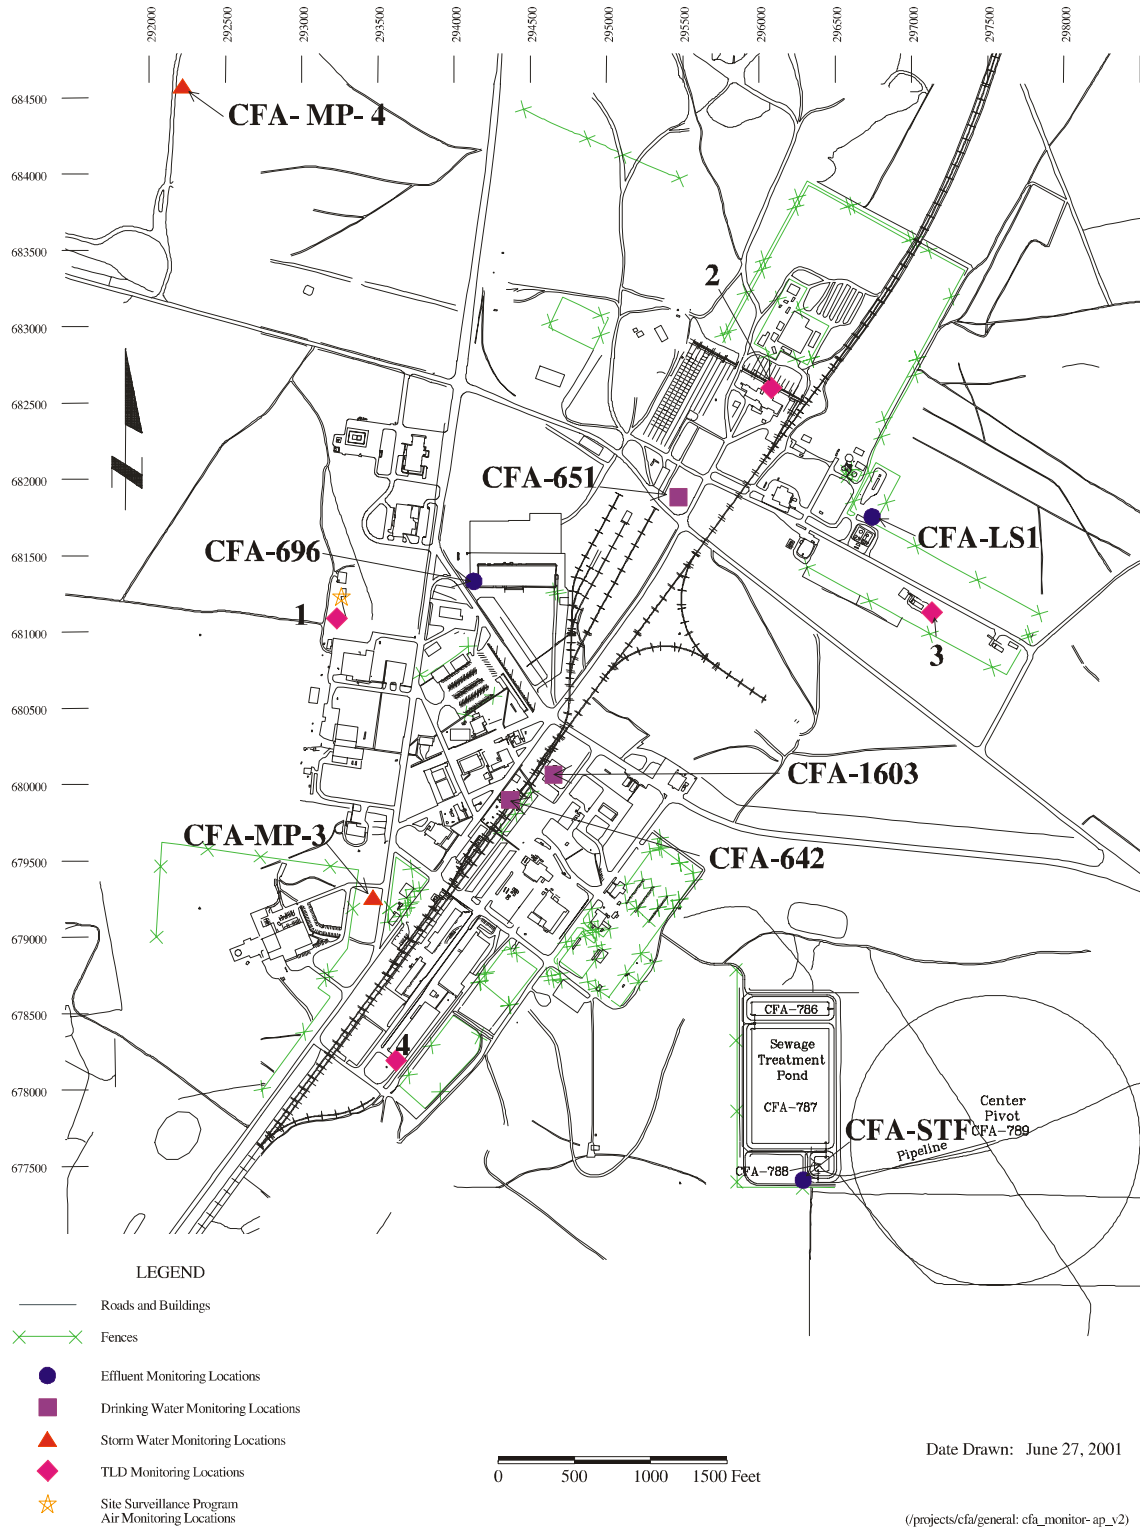 292000
292500
293000
293500
294000
294500
295000
295500
296000
296500
297000
297500
298000
684500
684000
683500
683000
682500
682000
681500
681000
680500
680000
679500
679000
678500
678000
677500
CFA- MP- 4
2
CFA-651
CFA-696
CFA-LS1
1
3
CFA-1603
CFA-MP-3
CFA-642
4
CFA-786
Sewage
Treatment
Pond
CFA-787
CFA-788
CFA-STF
Center
Pivot
CFA-789
Pipeline
N
LEGEND
Roads and Buildings
Fences
Effluent Monitoring Locations
Drinking Water Monitoring Locations
Storm Water Monitoring Locations
TLD Monitoring Locations
Site Surveillance Program
Air Monitoring Locations
0 500 1000 1500 Feet
Date Drawn: June 27, 2001
(/projects/cfa/general: cfa_monitor- ap_v2)